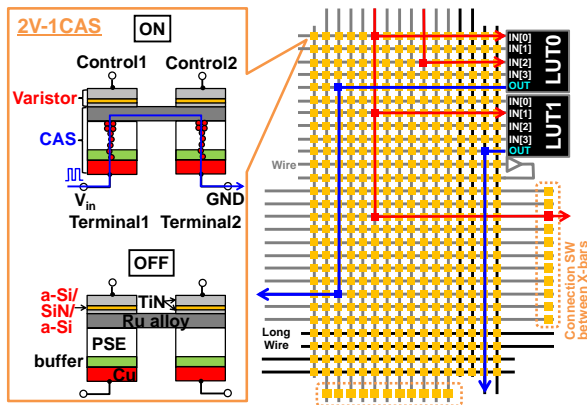 2V-1CAS
ON
Control1 Control2
Varistor
CAS
Vin
GND
Terminal1 Terminal2
OFF
a-Si/
SiN/
a-Si
TiN
Ru alloy
PSE
buffer
Cu
IN[0]
IN[1]
IN[2]
IN[3]
OUT
LUT0
IN[0]
IN[1]
IN[2]
IN[3]
OUT
LUT1
Wire
Long
Wire
Connection SW
between X-bars